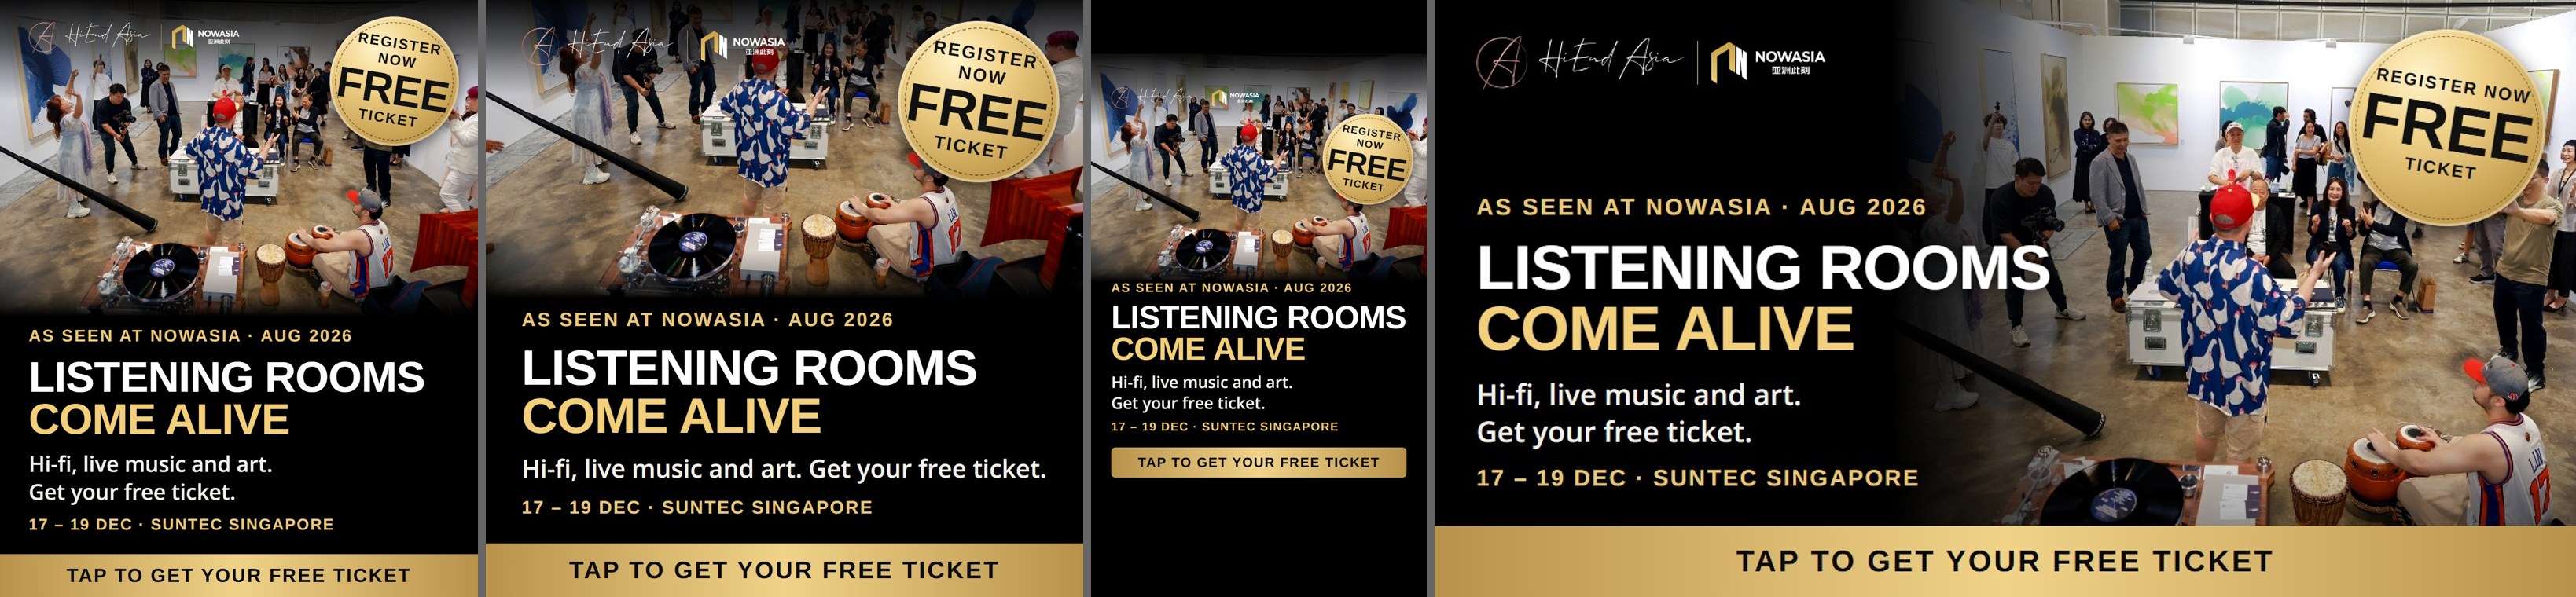 HiEnd Asia
NOWASIA
亚洲此刻
REGISTER
NOW
FREE
TICKET
AS SEEN AT NOWASIA · AUG 2026
LISTENING ROOMS
COME ALIVE
Hi-fi, live music and art.
Get your free ticket.
17 – 19 DEC · SUNTEC SINGAPORE
TAP TO GET YOUR FREE TICKET
HiEnd Asia
NOWASIA
亚洲此刻
REGISTER
NOW
FREE
TICKET
AS SEEN AT NOWASIA · AUG 2026
LISTENING ROOMS
COME ALIVE
Hi-fi, live music and art. Get your free ticket.
17 – 19 DEC · SUNTEC SINGAPORE
TAP TO GET YOUR FREE TICKET
HiEnd Asia
NOWASIA
REGISTER
NOW
FREE
TICKET
AS SEEN AT NOWASIA · AUG 2026
LISTENING ROOMS
COME ALIVE
Hi-fi, live music and art.
Get your free ticket.
17 – 19 DEC · SUNTEC SINGAPORE
TAP TO GET YOUR FREE TICKET
HiEnd Asia
NOWASIA
亚洲此刻
REGISTER NOW
FREE
TICKET
AS SEEN AT NOWASIA · AUG 2026
LISTENING ROOMS
COME ALIVE
Hi-fi, live music and art.
Get your free ticket.
17 – 19 DEC · SUNTEC SINGAPORE
LIN
17
TAP TO GET YOUR FREE TICKET